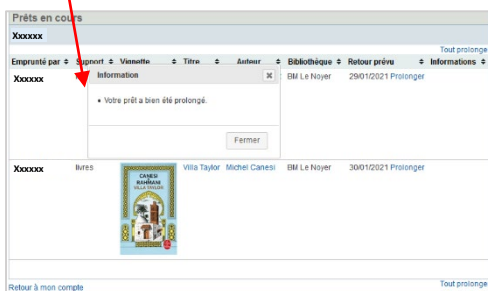 Prêts en cours
Xxxxxx
Tout prolonge
Emprunté par Support Vignette Titre Auteur Bibliothèque Retour prévu Informations
Xxxxxx BM Le Noyer 29/01/2021 Prolonger
Information
Votre prêt a bien été prolongé.
Fermer
Xxxxxx livres Villa Taylor Michel Canesi BM Le Noyer 30/01/2021 Prolonger
CANESI
RAHMANI
VILLA TAYLOR
Retour à mon compte Tout prolonge